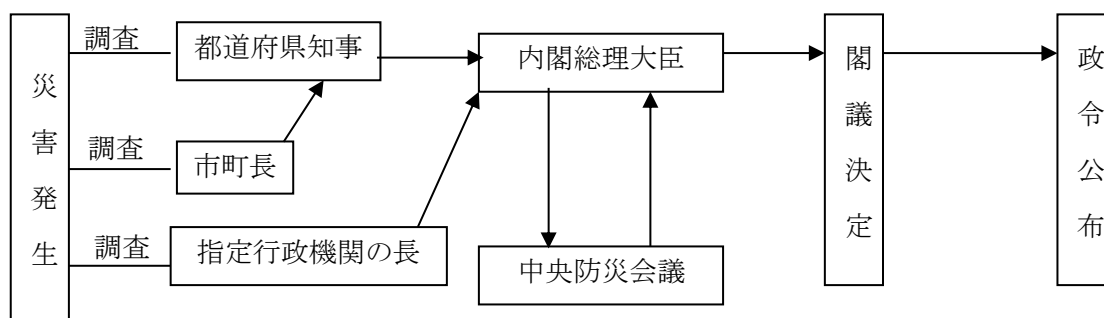 災害発生
調査
都道府県知事
調査
市町長
調査
指定行政機関の長
内閣総理大臣
中央防災会議
閣議決定
政令公布